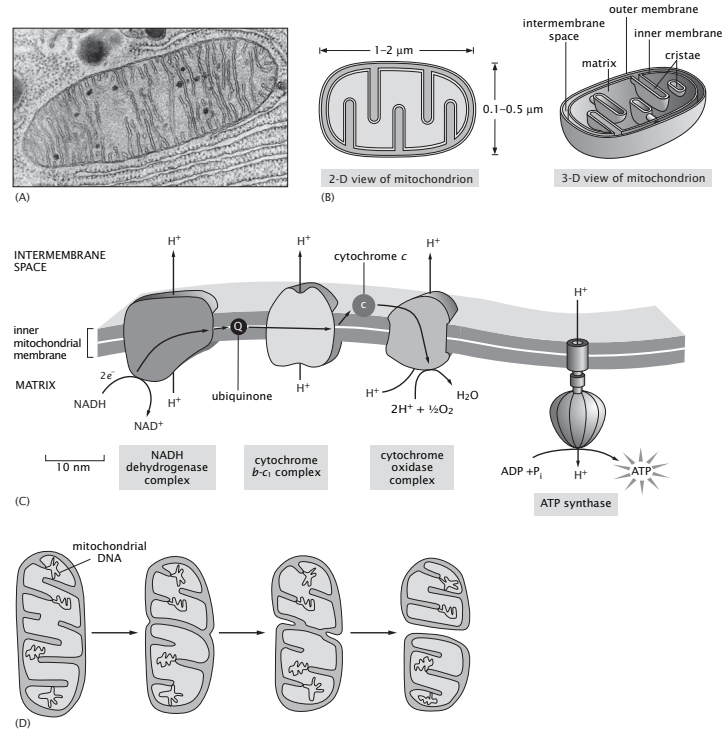 (A)
1–2 μm
0.1–0.5 μm
2-D view of mitochondrion
(B)
outer membrane
intermembrane
space
inner membrane
matrix
cristae
3-D view of mitochondrion
INTERMEMBRANE
SPACE
H⁺
H⁺
cytochrome c
H⁺
H⁺
c
Q
inner
mitochondrial
membrane
MATRIX
2e⁻
NADH
NAD⁺
H⁺
ubiquinone
H⁺
H⁺
2H⁺ + ½O₂
H₂O
ADP +Pᵢ
H⁺
ATP
10 nm
NADH
dehydrogenase
complex
cytochrome
b-c₁ complex
cytochrome
oxidase
complex
ATP synthase
(C)
mitochondrial
DNA
(D)